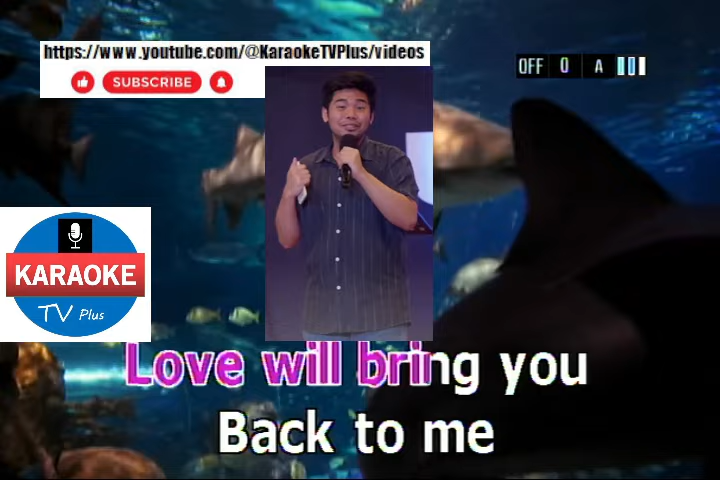 https://www.youtube.com/@KaraokeTVPlus/videos
SUBSCRIBE
OFF 0 A
KARAOKE
TV Plus
Love will bring you
Back to me